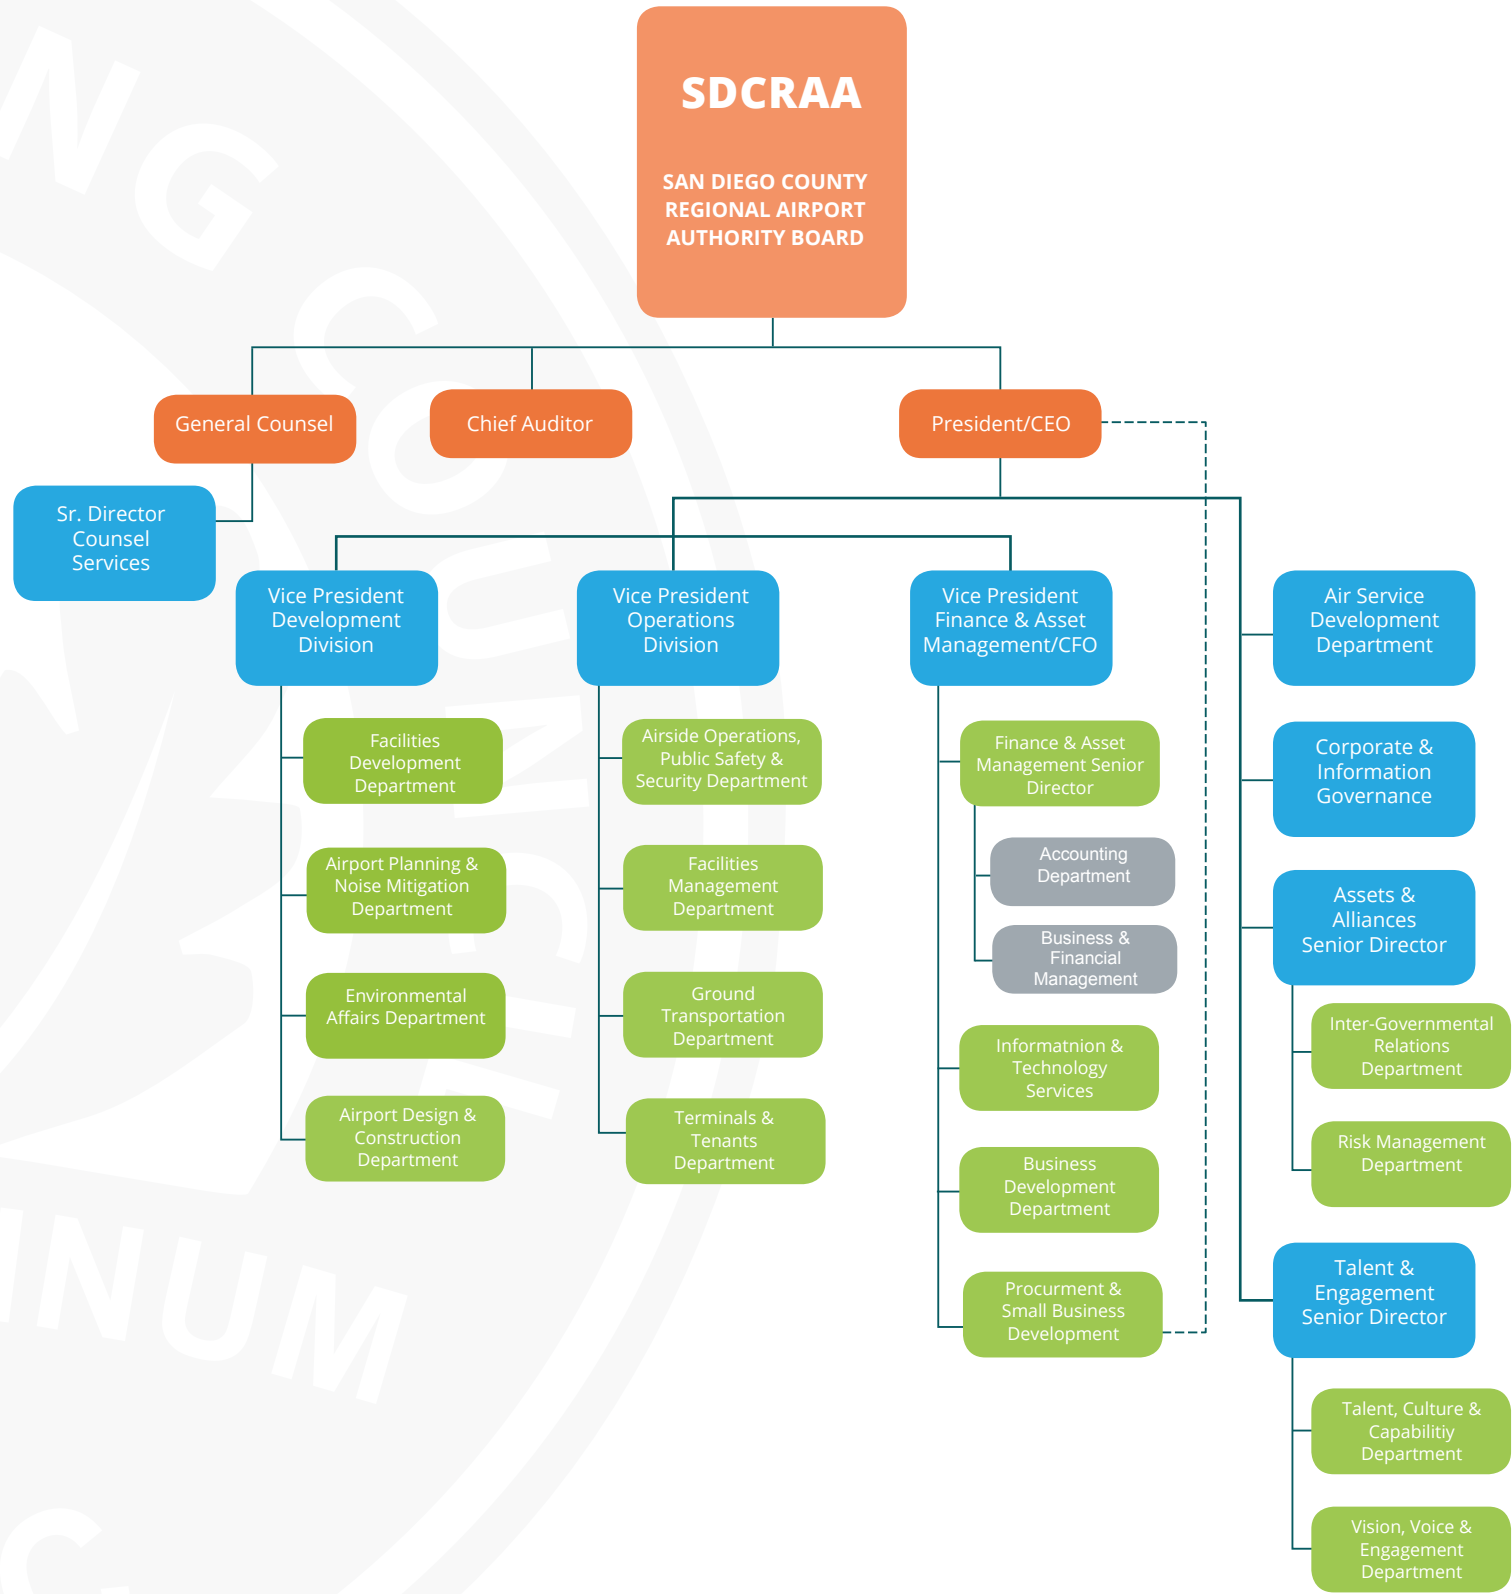 SDCRAA
SAN DIEGO COUNTY
REGIONAL AIRPORT
AUTHORITY BOARD
General Counsel
Chief Auditor
President/CEO
Sr. Director
Counsel
Services
Vice President
Development
Division
Facilities
Development
Department
Airport Planning &
Noise Mitigation
Department
Environmental
Affairs Department
Airport Design &
Construction
Department
Vice President
Operations
Division
Airside Operations,
Public Safety &
Security Department
Facilities
Management
Department
Ground
Transportation
Department
Terminals &
Tenants
Department
Vice President
Finance & Asset
Management/CFO
Finance & Asset
Management Senior
Director
Accounting
Department
Business &
Financial
Management
Informatnion &
Technology
Services
Business
Development
Department
Procurment &
Small Business
Development
Air Service
Development
Department
Corporate &
Information
Governance
Assets &
Alliances
Senior Director
Inter-Governmental
Relations
Department
Risk Management
Department
Talent &
Engagement
Senior Director
Talent, Culture &
Capabilitiy
Department
Vision, Voice &
Engagement
Department